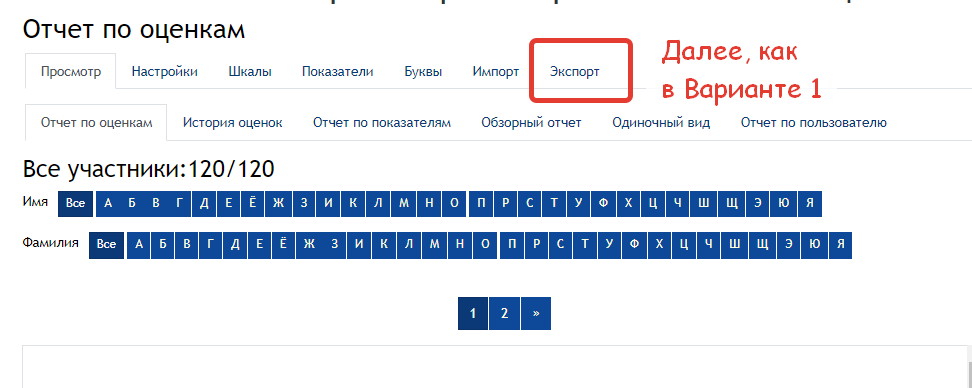 Отчет по оценкам
Просмотр Настройки Шкалы Показатели Буквы Импорт Экспорт
Далее, как
в Варианте 1
Отчет по оценкам История оценок Отчет по показателям Обзорный отчет Одиночный вид Отчет по пользователю
Все участники:120/120
Имя Все А Б В Г Д Е Ё Ж З И К Л М Н О П Р С Т У Ф Х Ц Ч Ш Щ Э Ю Я
Фамилия Все А Б В Г Д Е Ё Ж З И К Л М Н О П Р С Т У Ф Х Ц Ч Ш Щ Э Ю Я
1 2 »